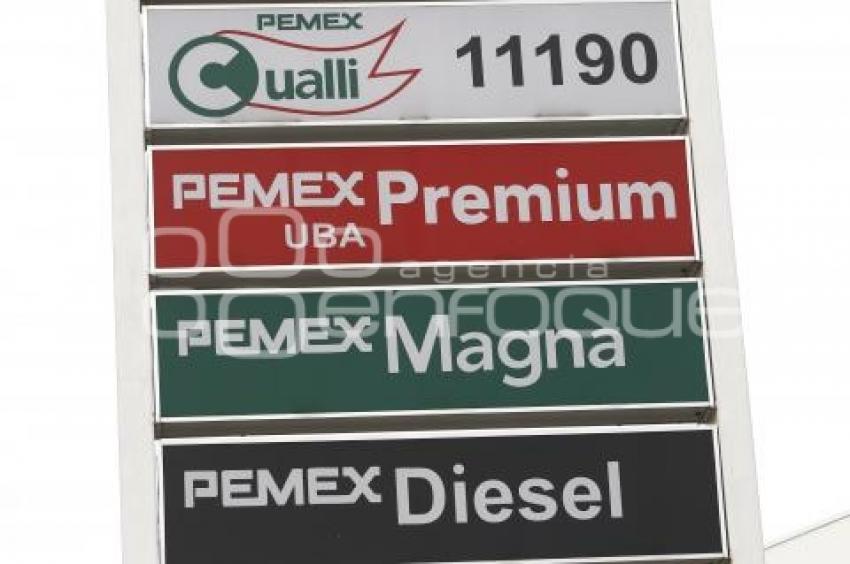 PEMEX
Cualli 11190
PEMEX Premium
UBA
agencia
enfoque
PEMEX Magna
PEMEX Diesel